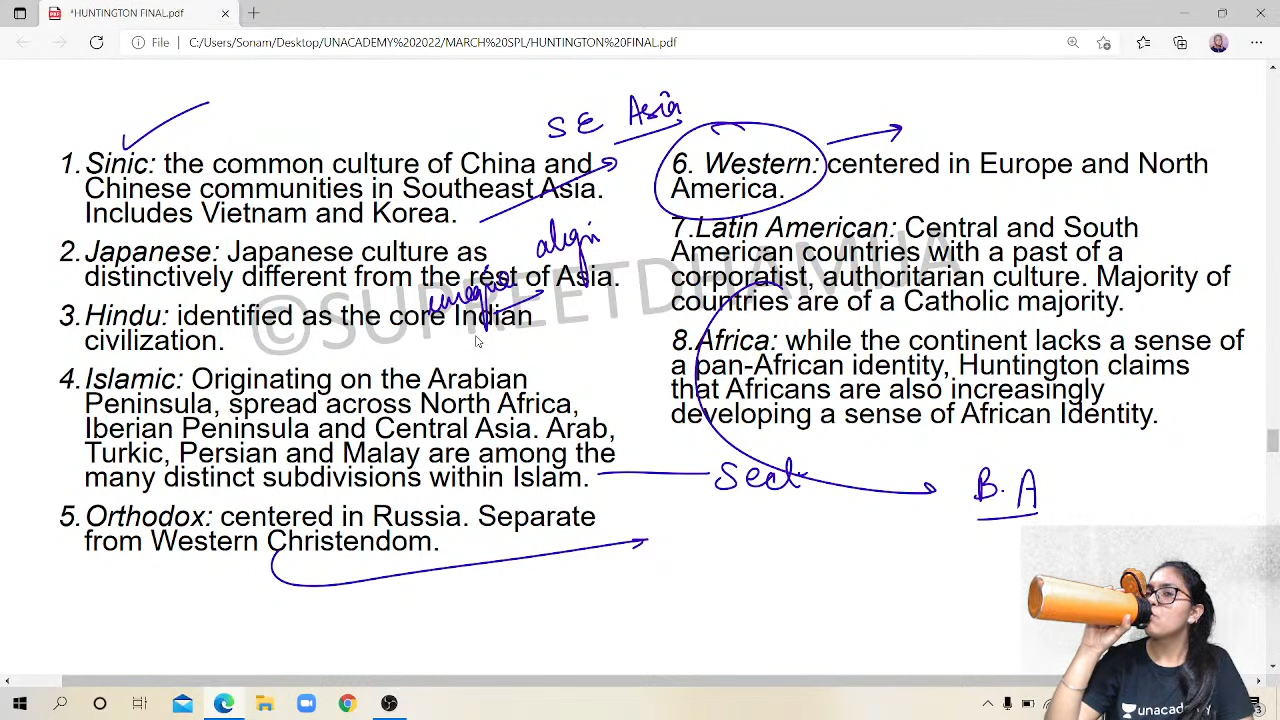 *HUNTINGTON FINAL.pdf
File | C:/Users/Sonam/Desktop/UNACADEMY%202022/MARCH%20SPL/HUNTINGTON%20FINAL.pdf
SE Asia
1. Sinic: the common culture of China and
Chinese communities in Southeast Asia.
Includes Vietnam and Korea.
align
2. Japanese: Japanese culture as
distinctively different from the rest of Asia.
unique
3. Hindu: identified as the core Indian
civilization.
4. Islamic: Originating on the Arabian
Peninsula, spread across North Africa,
Iberian Peninsula and Central Asia. Arab,
Turkic, Persian and Malay are among the
many distinct subdivisions within Islam.
Sect
5. Orthodox: centered in Russia. Separate
from Western Christendom.
6. Western: centered in Europe and North
America.
7. Latin American: Central and South
American countries with a past of a
corporatist, authoritarian culture. Majority of
countries are of a Catholic majority.
8. Africa: while the continent lacks a sense of
a pan-African identity, Huntington claims
that Africans are also increasingly
developing a sense of African Identity.
B.A
©SUPREETDHAMIJA
unacademy
3